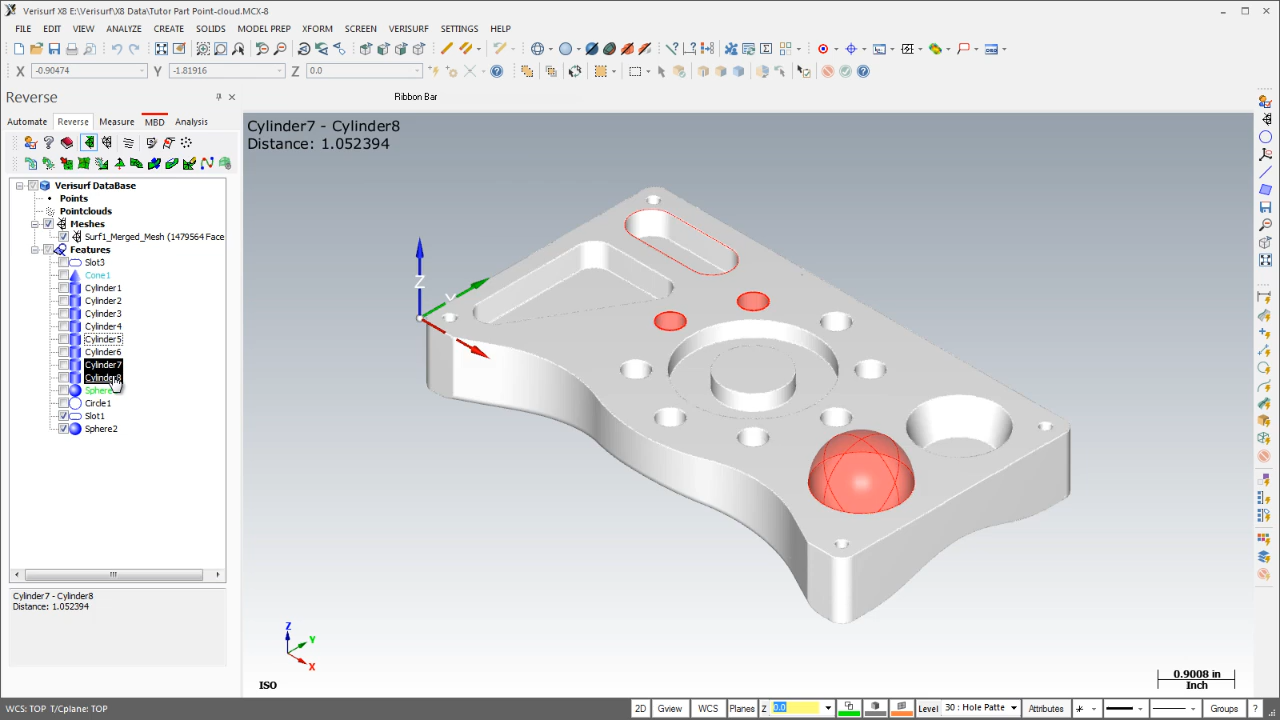 Verisurf X8 E:\Verisurf\X8 Data\Tutor Part Point-cloud.MCX-8
FILE EDIT VIEW ANALYZE CREATE SOLIDS MODEL PREP XFORM SCREEN VERISURF SETTINGS HELP
X -0.90474 Y -1.81916 Z 0.0
Reverse
Ribbon Bar
Automate Reverse Measure MBD Analysis
Cylinder7 - Cylinder8
Distance: 1.052394
Verisurf DataBase
Points
Pointclouds
Meshes
Surf1_Merged_Mesh (1479564 Face
Features
Slot3
Cone1
Cylinder1
Cylinder2
Cylinder3
Cylinder4
Cylinder5
Cylinder6
Cylinder7
Cylinder8
Sphere
Circle1
Slot1
Sphere2
Z
Y
Cylinder7 - Cylinder8
Distance: 1.052394
Z
Y
X
ISO
0.9008 in
Inch
WCS: TOP T/Cplane: TOP
2D Gview WCS Planes Z 0.0 Level 30 : Hole Patte Attributes Groups ?